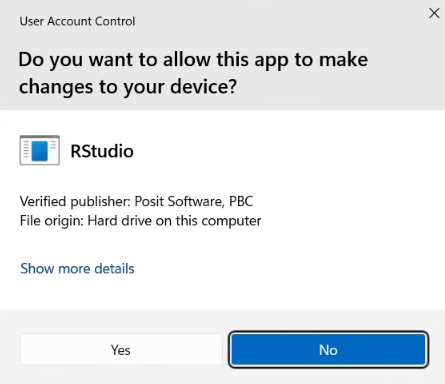 User Account Control
Do you want to allow this app to make
changes to your device?
RStudio
Verified publisher: Posit Software, PBC
File origin: Hard drive on this computer
Show more details
Yes
No